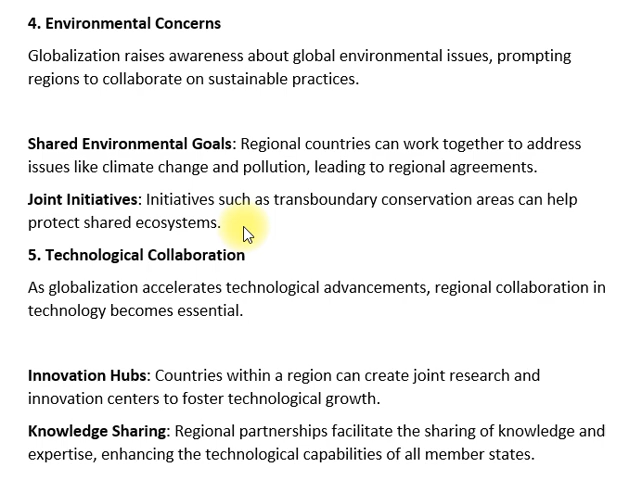 4. Environmental Concerns
Globalization raises awareness about global environmental issues, prompting
regions to collaborate on sustainable practices.
Shared Environmental Goals: Regional countries can work together to address
issues like climate change and pollution, leading to regional agreements.
Joint Initiatives: Initiatives such as transboundary conservation areas can help
protect shared ecosystems.
5. Technological Collaboration
As globalization accelerates technological advancements, regional collaboration in
technology becomes essential.
Innovation Hubs: Countries within a region can create joint research and
innovation centers to foster technological growth.
Knowledge Sharing: Regional partnerships facilitate the sharing of knowledge and
expertise, enhancing the technological capabilities of all member states.